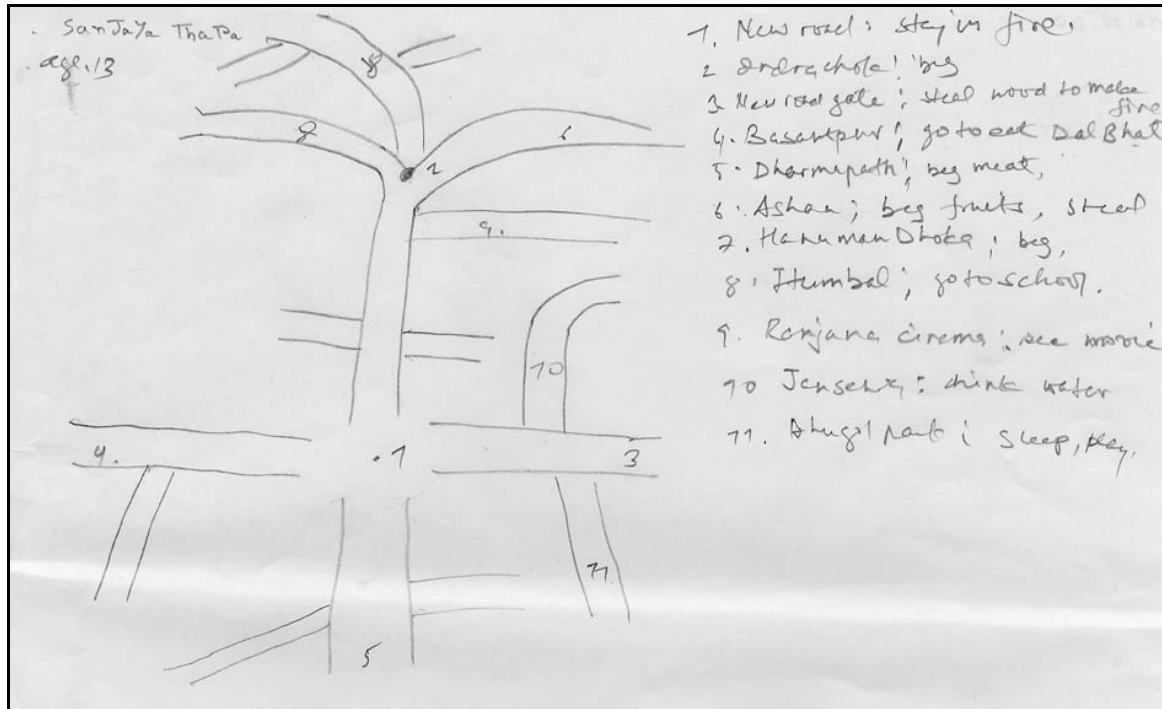 . SanJaYa ThaPa
. age. 13
1. New road : stay in fire.
2 Indrachok : beg
3. New road gate ; steal wood to make
fire
4. Basantpur ; go to eat Dal Bhat
5. Dharmapath ; beg meat,
6. Ashan ; beg fruits, steal
7. Hanuman Dhoka ; beg,
8. Itumbal ; go to school.
9. Ranjana cinema : see movie
10 : drink water
11. park : sleep, play.
8
8
6
2
9.
10
4.
.1
3
11
5